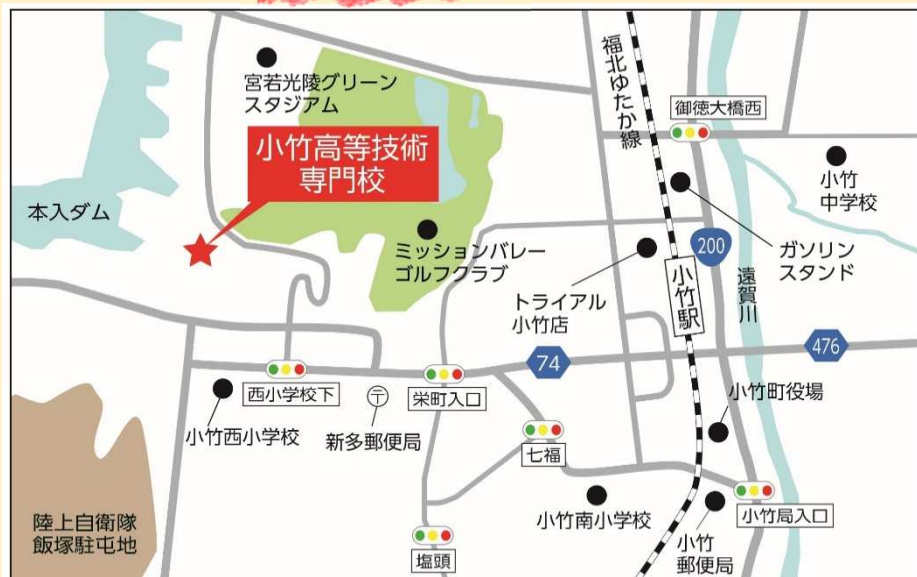 宮若光陵グリーン
スタジアム
小竹高等技術
専門校
本入ダム
ミッションバレー
ゴルフクラブ
福北ゆたか線
御徳大橋西
小竹
中学校
200
ガソリン
スタンド
トライアル
小竹店
小竹駅
遠賀川
74
476
西小学校下
〒
栄町入口
小竹西小学校
新多郵便局
小竹町役場
七福
陸上自衛隊
飯塚駐屯地
小竹南小学校
小竹局入口
塩頭
小竹
郵便局